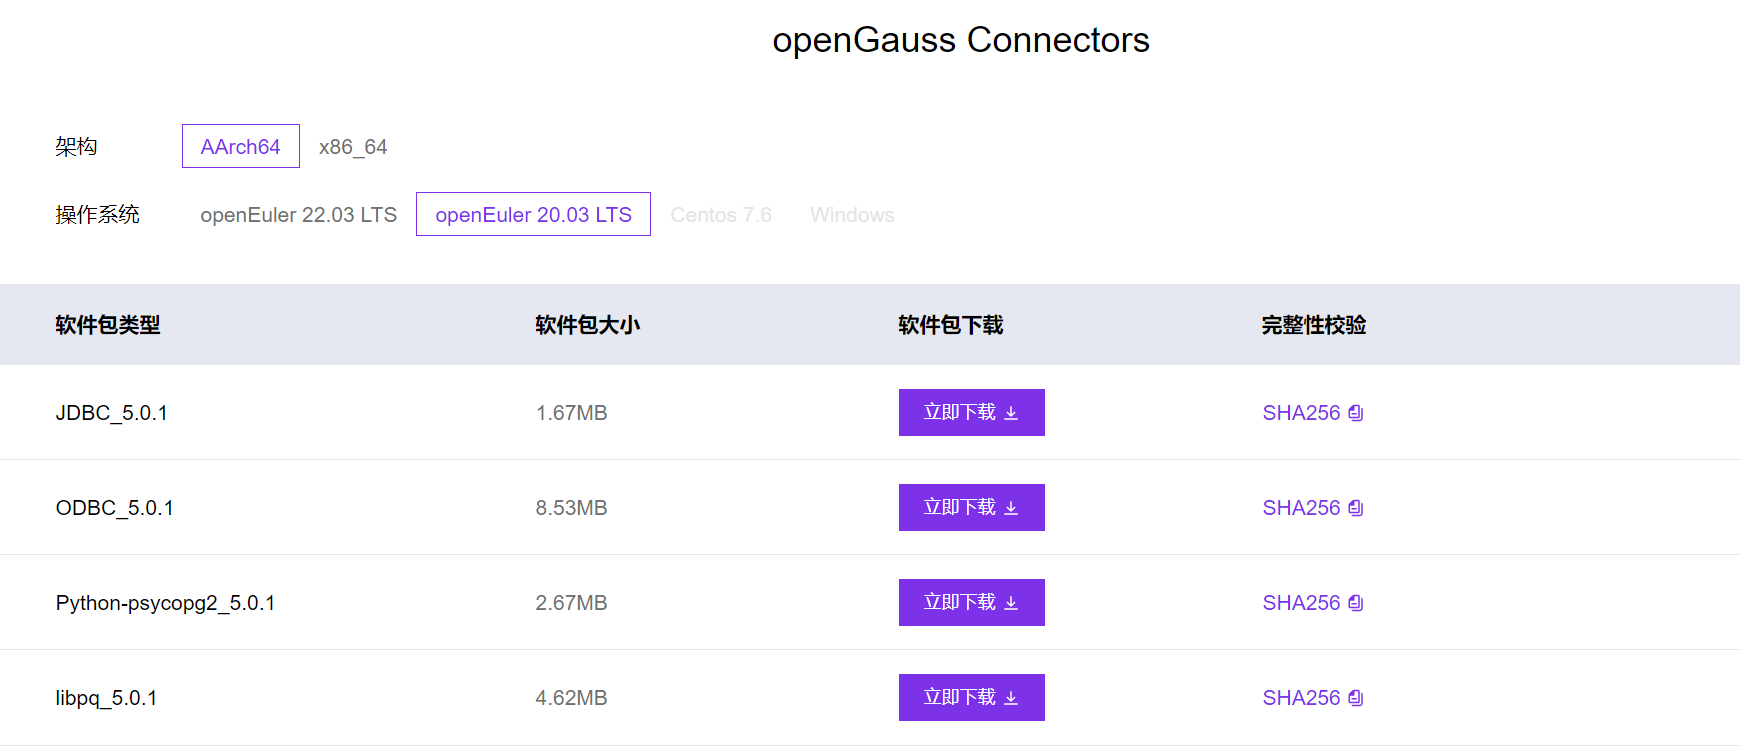 openGauss Connectors
架构 AArch64 x86_64
操作系统 openEuler 22.03 LTS openEuler 20.03 LTS Centos 7.6 Windows
软件包类型 软件包大小 软件包下载 完整性校验
JDBC_5.0.1 1.67MB 立即下载 SHA256
ODBC_5.0.1 8.53MB 立即下载 SHA256
Python-psycopg2_5.0.1 2.67MB 立即下载 SHA256
libpq_5.0.1 4.62MB 立即下载 SHA256